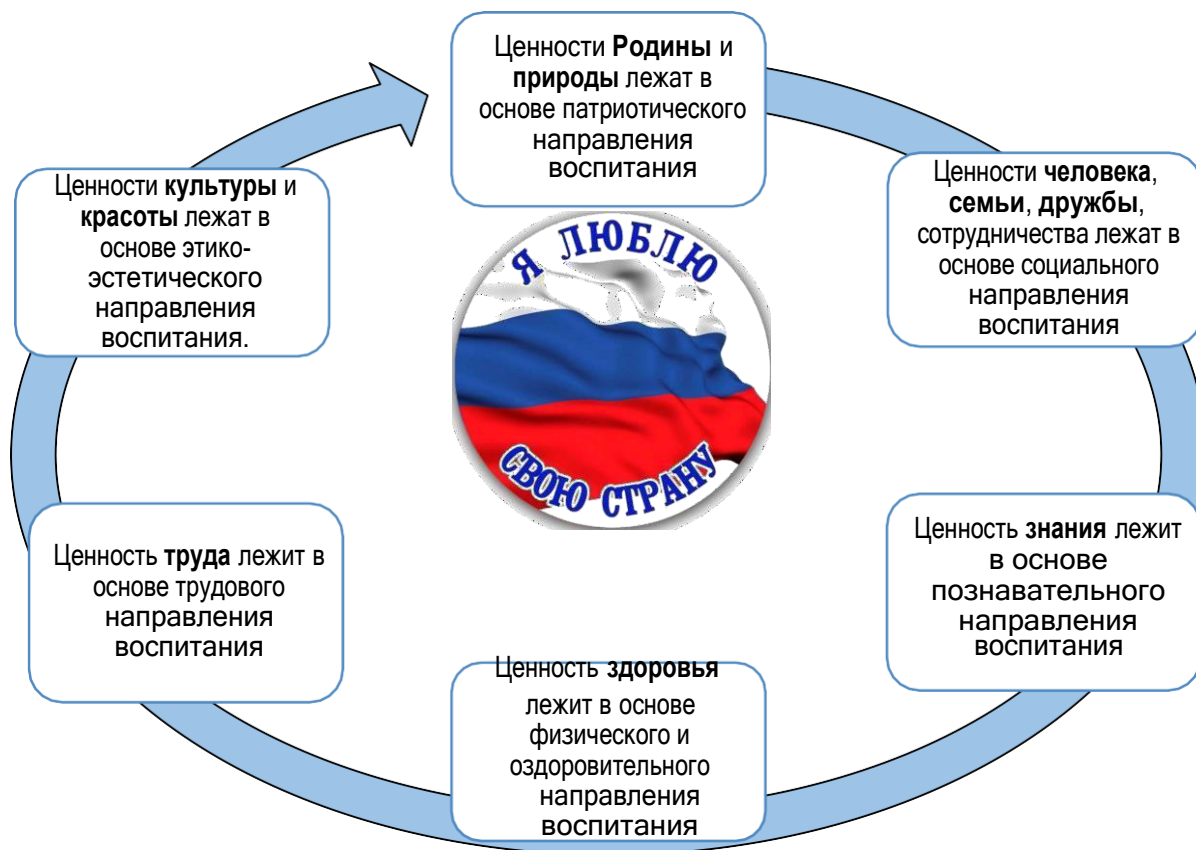 Ценности Родины и
природы лежат в
основе патриотического
направления
воспитания
Ценности человека,
семьи, дружбы,
сотрудничества лежат в
основе социального
направления
воспитания
Ценность знания лежит
в основе
познавательного
направления
воспитания
Ценность здоровья
лежит в основе
физического и
оздоровительного
направления
воспитания
Ценность труда лежит в
основе трудового
направления
воспитания
Ценности культуры и
красоты лежат в
основе этико-
эстетического
направления
воспитания.
Я ЛЮБЛЮ
СВОЮ СТРАНУ